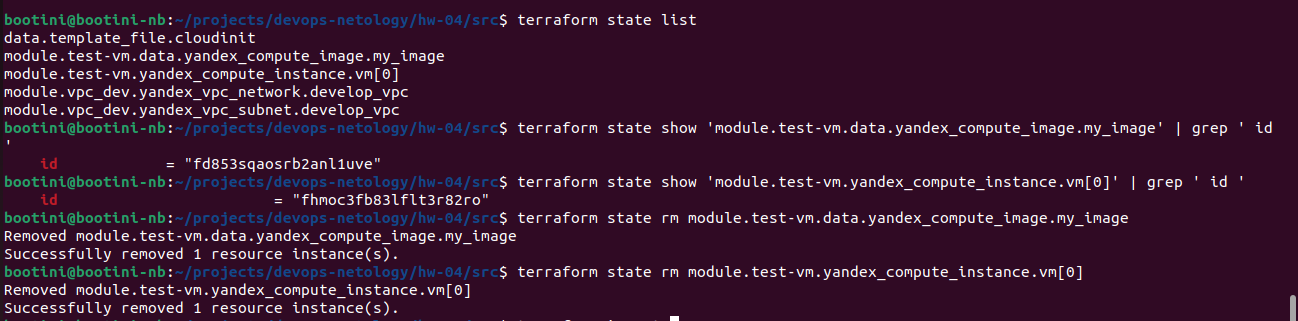 bootini@bootini-nb:~/projects/devops-netology/hw-04/src$ terraform state list
data.template_file.cloudinit
module.test-vm.data.yandex_compute_image.my_image
module.test-vm.yandex_compute_instance.vm[0]
module.vpc_dev.yandex_vpc_network.develop_vpc
module.vpc_dev.yandex_vpc_subnet.develop_vpc
bootini@bootini-nb:~/projects/devops-netology/hw-04/src$ terraform state show 'module.test-vm.data.yandex_compute_image.my_image' | grep ' id
'
    id            = "fd853sqaosrb2anl1uve"
bootini@bootini-nb:~/projects/devops-netology/hw-04/src$ terraform state show 'module.test-vm.yandex_compute_instance.vm[0]' | grep ' id '
    id                        = "fhmoc3fb83lflt3r82ro"
bootini@bootini-nb:~/projects/devops-netology/hw-04/src$ terraform state rm module.test-vm.data.yandex_compute_image.my_image
Removed module.test-vm.data.yandex_compute_image.my_image
Successfully removed 1 resource instance(s).
bootini@bootini-nb:~/projects/devops-netology/hw-04/src$ terraform state rm module.test-vm.yandex_compute_instance.vm[0]
Removed module.test-vm.yandex_compute_instance.vm[0]
Successfully removed 1 resource instance(s).